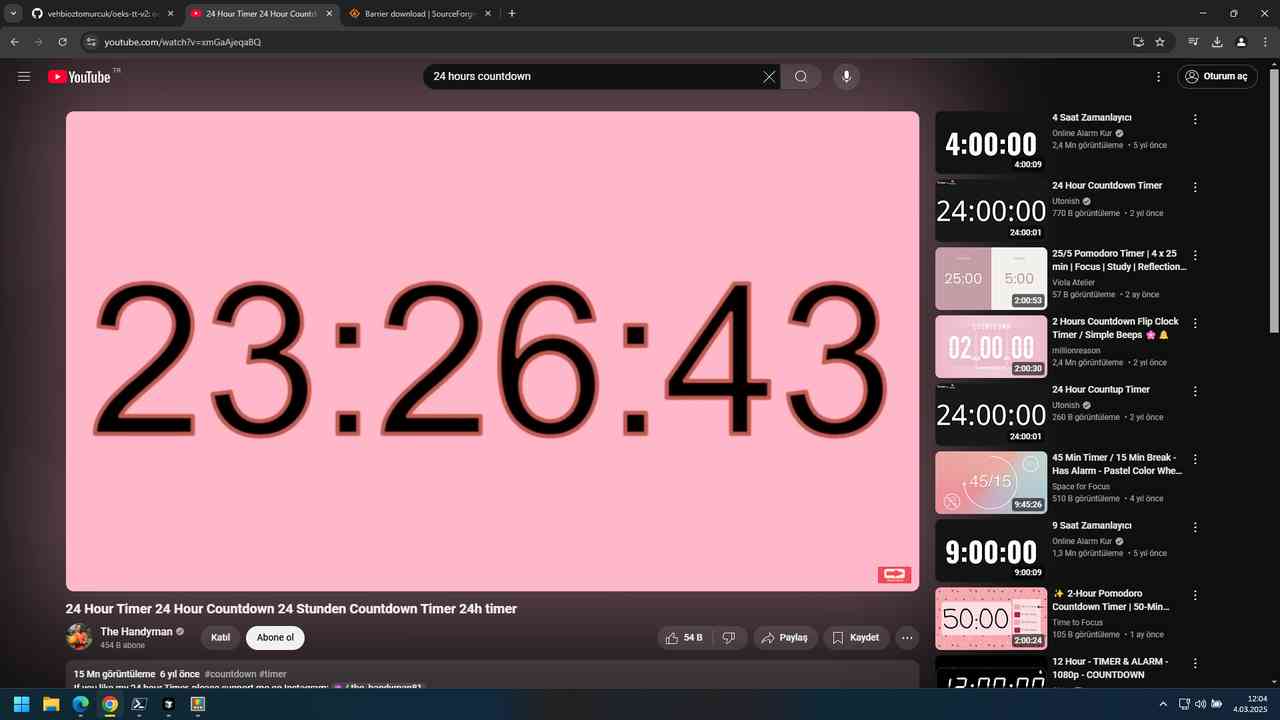 vehbioztomurcuk/oeks-tt-v2: o
24 Hour Timer 24 Hour Countd
Barrier download | SourceForg
youtube.com/watch?v=xmGaAjeqaBQ
YouTube TR
24 hours countdown
Oturum aç
23:26:43
24 Hour Timer 24 Hour Countdown 24 Stunden Countdown Timer 24h timer
The Handyman
454 B abone
Katıl
Abone ol
54 B
Paylaş
Kaydet
15 Mn görüntüleme 6 yıl önce #countdown #timer
If you like my 24 hour Timer, please support me on Instagram: / the_handyman81
4:00:00
4:00:09
4 Saat Zamanlayıcı
Online Alarm Kur
2,4 Mn görüntüleme • 5 yıl önce
24:00:00
24:00:01
24 Hour Countdown Timer
Utonish
770 B görüntüleme • 2 yıl önce
25:00
5:00
2:00:53
25/5 Pomodoro Timer | 4 x 25
min | Focus | Study | Reflection...
Viola Atelier
57 B görüntüleme • 2 ay önce
COUNTDOWN
02:00:00
2:00:30
2 Hours Countdown Flip Clock
Timer / Simple Beeps 🌸 🔔
millionreason
2,4 Mn görüntüleme • 2 yıl önce
24:00:00
24:00:01
24 Hour Countup Timer
Utonish
260 B görüntüleme • 2 yıl önce
45/15
9:45:26
45 Min Timer / 15 Min Break -
Has Alarm - Pastel Color Whe...
Space for Focus
510 B görüntüleme • 4 yıl önce
9:00:00
9:00:09
9 Saat Zamanlayıcı
Online Alarm Kur
1,3 Mn görüntüleme • 5 yıl önce
50:00
2:00:24
✨ 2-Hour Pomodoro
Countdown Timer | 50-Min...
Time to Focus
105 B görüntüleme • 1 ay önce
12:00:00
12 Hour - TIMER & ALARM -
1080p - COUNTDOWN
12:04
4.03.2025